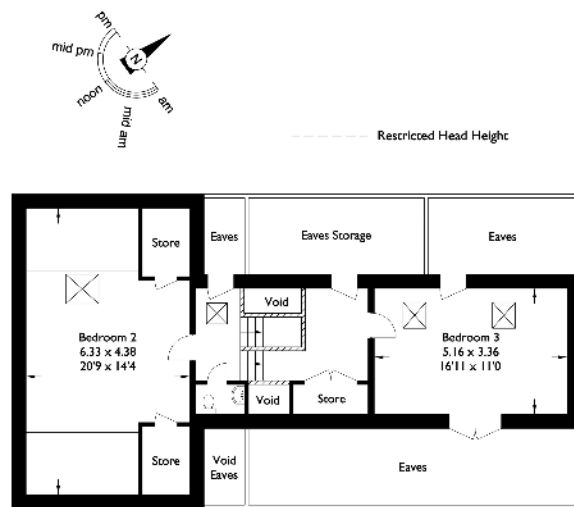 pm
mid pm
noon
mid am
am
N
Restricted Head Height
Eaves
Eaves Storage
Eaves
Store
Void
Bedroom 2
6.33 x 4.38
20'9 x 14'4
Bedroom 3
5.16 x 3.36
16'11 x 11'0
Void
Store
Store
Void
Eaves
Eaves